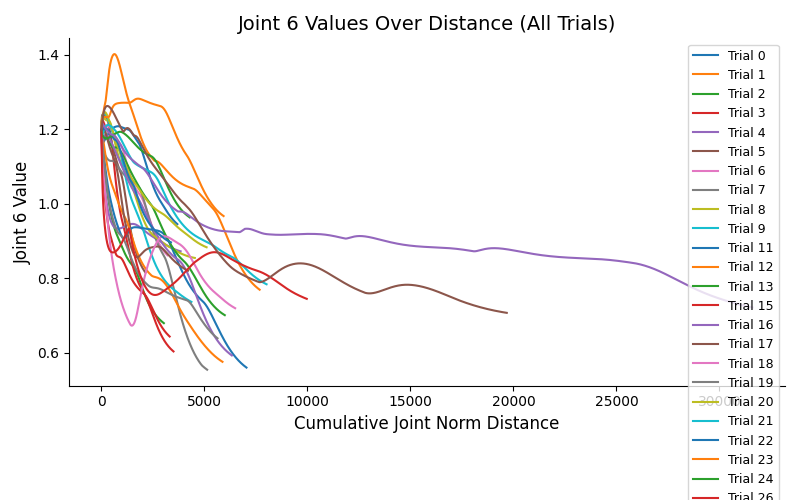 Joint 6 Values Over Distance (All Trials)
Joint 6 Value
1.4
1.2
1.0
0.8
0.6
0
5000
10000
15000
20000
25000
30000
Cumulative Joint Norm Distance
Trial 0
Trial 1
Trial 2
Trial 3
Trial 4
Trial 5
Trial 6
Trial 7
Trial 8
Trial 9
Trial 11
Trial 12
Trial 13
Trial 15
Trial 16
Trial 17
Trial 18
Trial 19
Trial 20
Trial 21
Trial 22
Trial 23
Trial 24
Trial 26